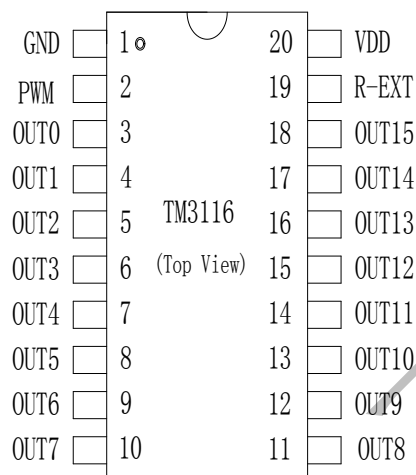 GND 1 20 VDD
PWM 2 19 R-EXT
OUT0 3 18 OUT15
OUT1 4 17 OUT14
OUT2 5 TM3116 16 OUT13
OUT3 6 (Top View) 15 OUT12
OUT4 7 14 OUT11
OUT5 8 13 OUT10
OUT6 9 12 OUT9
OUT7 10 11 OUT8